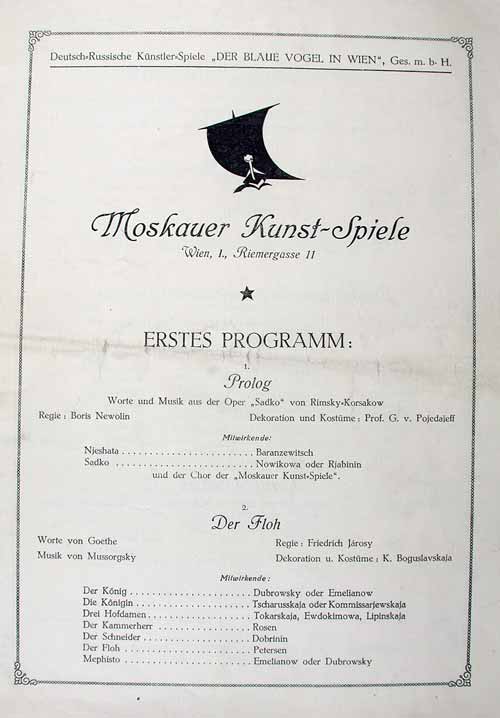 Deutsch-Russische Künstler-Spiele „DER BLAUE VOGEL IN WIEN", Ges. m. b. H.
Moskauer Kunst-Spiele
Wien, I., Riemergasse 11
ERSTES PROGRAMM:
1.
Prolog
Worte und Musik aus der Oper „Sadko" von Rimsky-Korsakow
Regie: Boris Newolin Dekoration und Kostüme: Prof. G. v. Pojedaieff
Mitwirkende:
Njeshata . . . . . . . . . . . . . . . . . . . . . . Baranzewitsch
Sadko . . . . . . . . . . . . . . . . . . . . . . Nowikowa oder Rjabinin
und der Chor der „Moskauer Kunst-Spiele".
2.
Der Floh
Worte von Goethe Regie: Friedrich Járosy
Musik von Mussorgsky Dekoration u. Kostüme: K. Boguslavskaja
Mitwirkende:
Der König . . . . . . . . . . . . . . . . . . . Dubrowsky oder Emelianow
Die Königin . . . . . . . . . . . . . . . . . . Tscharusskaja oder Kommissarjewskaja
Drei Hofdamen . . . . . . . . . . . . . . . . Tokarskaja, Ewdokimowa, Lipinskaja
Der Kammerherr . . . . . . . . . . . . . . . Rosen
Der Schneider . . . . . . . . . . . . . . . . . Dobrinin
Der Floh . . . . . . . . . . . . . . . . . . . . Petersen
Mephisto . . . . . . . . . . . . . . . . . . . . Emelianow oder Dubrowsky